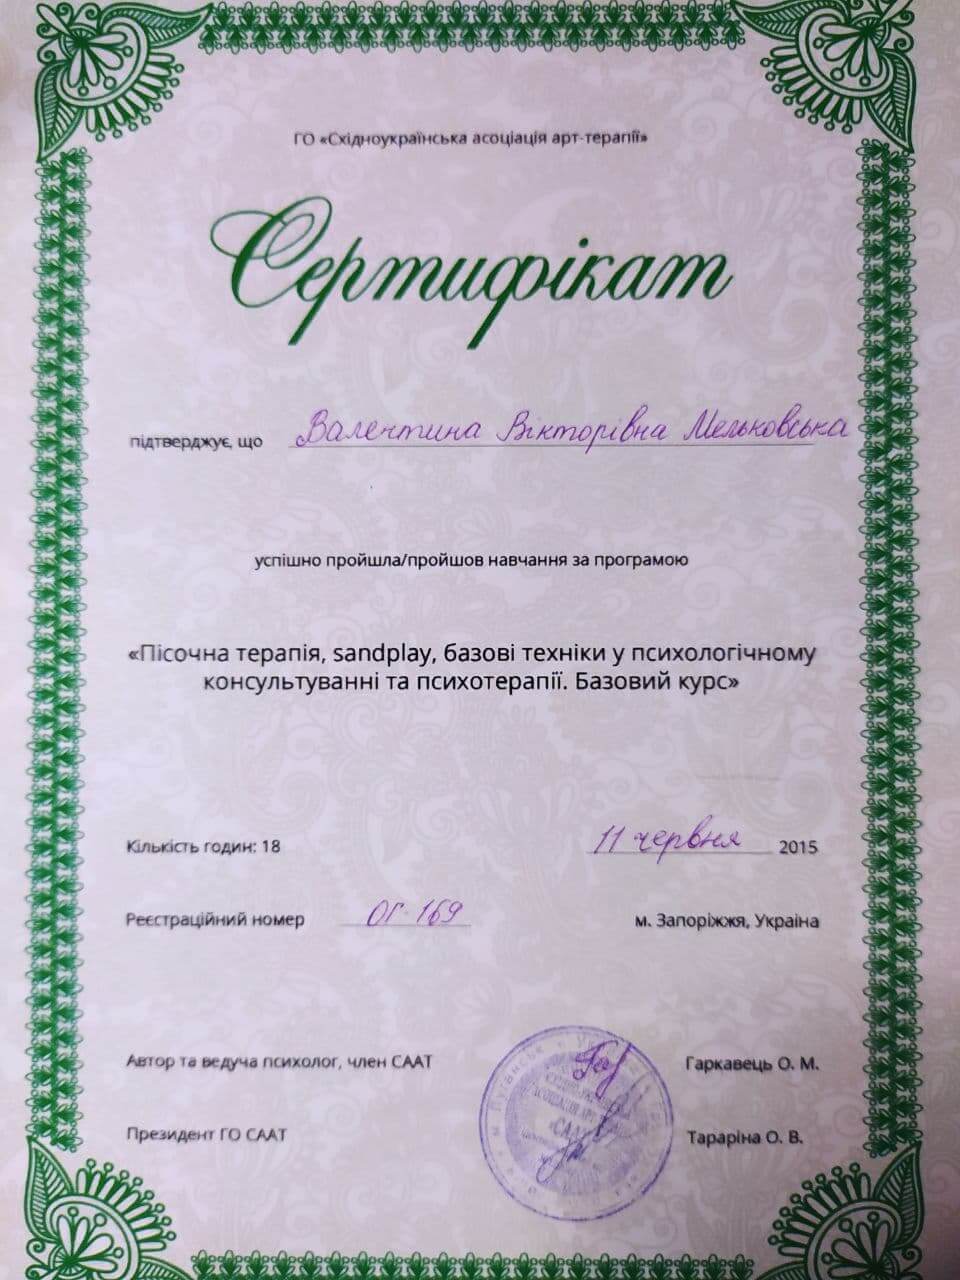 ГО «Східноукраїнська асоціація арт-терапії»
Сертифікат
підтверджує, що Валентина Вікторівна Мельковська
успішно пройшла/пройшов навчання за програмою
«Пісочна терапія, sandplay, базові техніки у психологічному
консультуванні та психотерапії. Базовий курс»
Кількість годин: 18 11 червня 2015
Реєстраційний номер ОГ-169 м. Запоріжжя, Україна
Автор та ведуча психолог, член СААТ Гаркавець О. М.
Президент ГО СААТ Тараріна О. В.